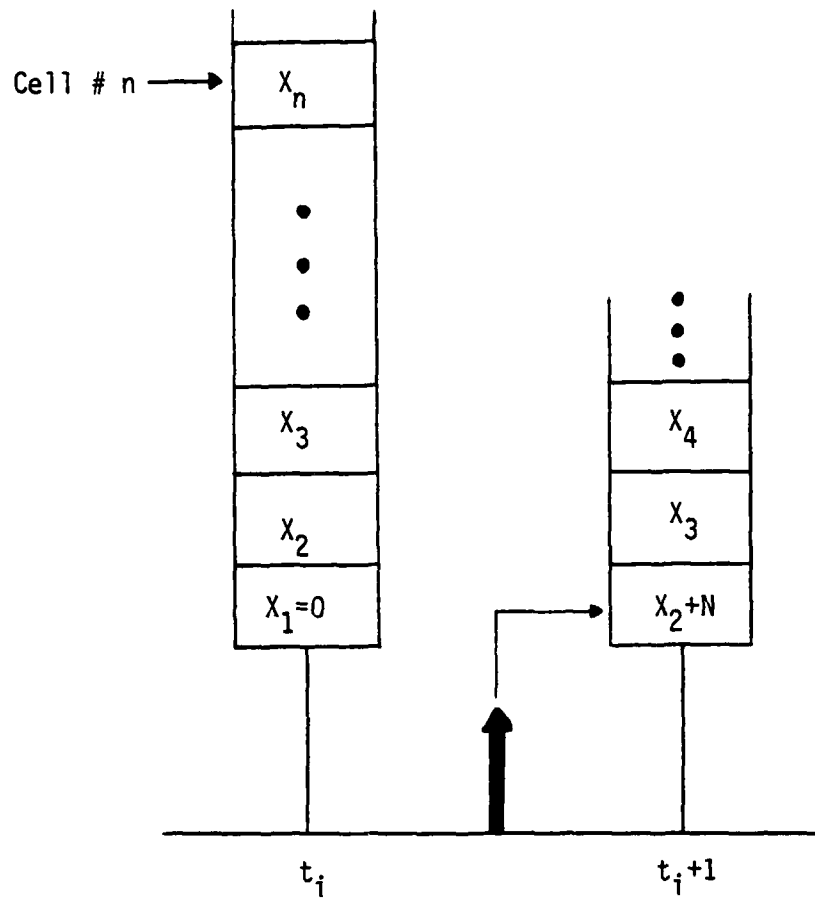 Cell # n
X_n
X_3
X_2
X_1=0
X_4
X_3
X_2+N
t_i
t_i+1